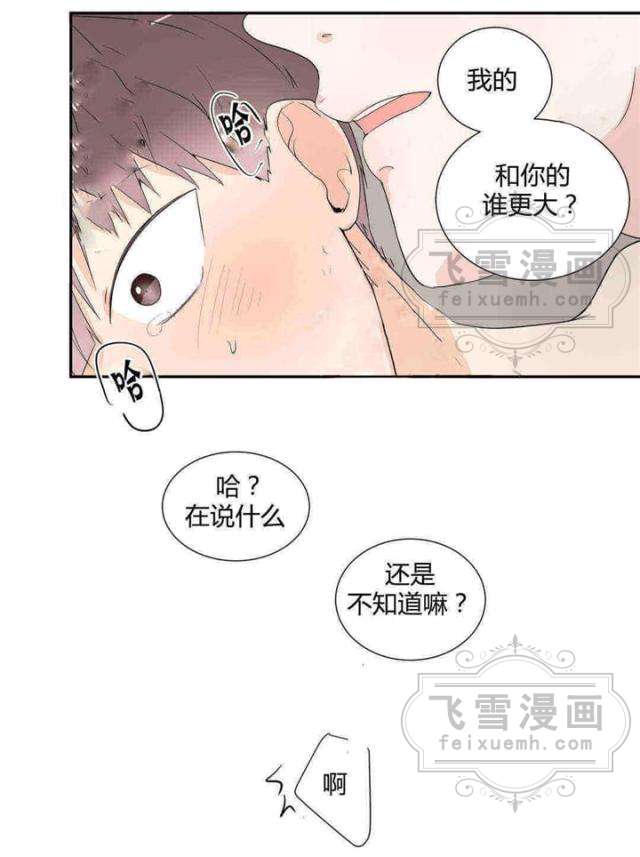 我的
和你的
谁更大？
哈
飞雪漫画
feixuemh.com
哈
哈？
在说什么
还是
不知道嘛？
飞雪漫画
feixuemh.com
啊